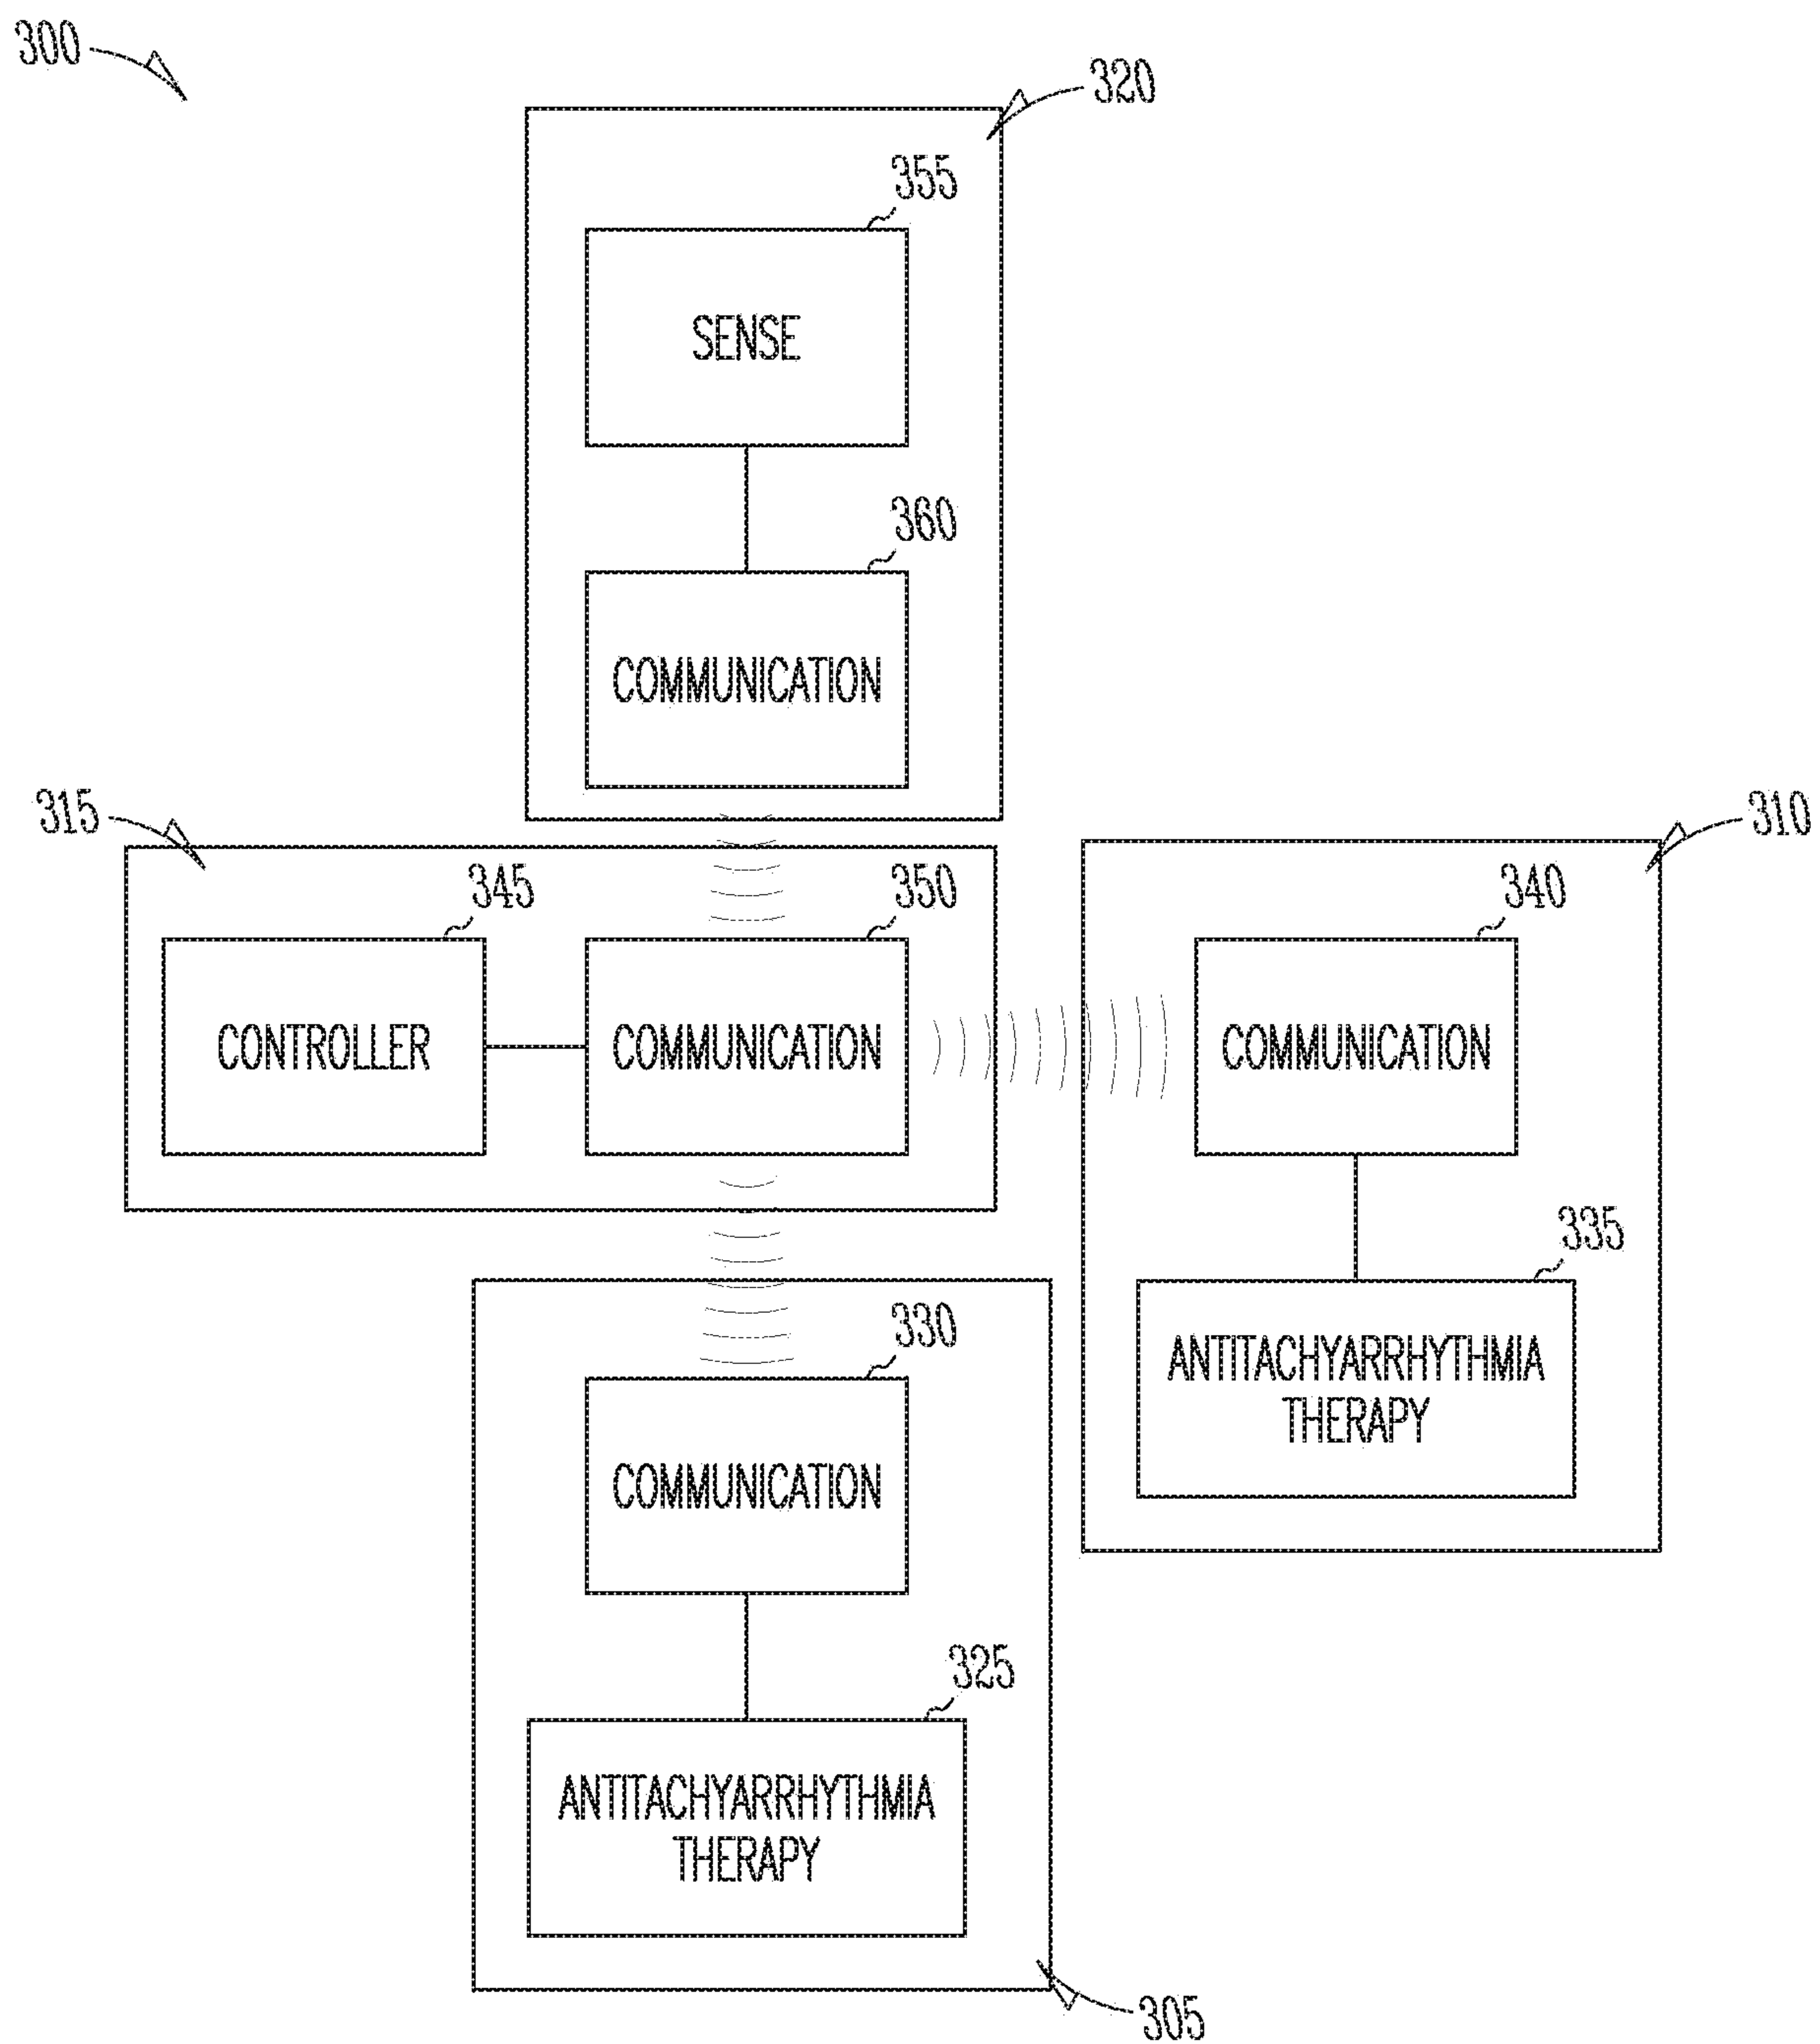 300
320
355
SENSE
360
COMMUNICATION
315
310
345
350
340
CONTROLLER
COMMUNICATION
COMMUNICATION
335
ANTITACHYARRHYTHMIA
THERAPY
330
COMMUNICATION
325
ANTITACHYARRHYTHMIA
THERAPY
305